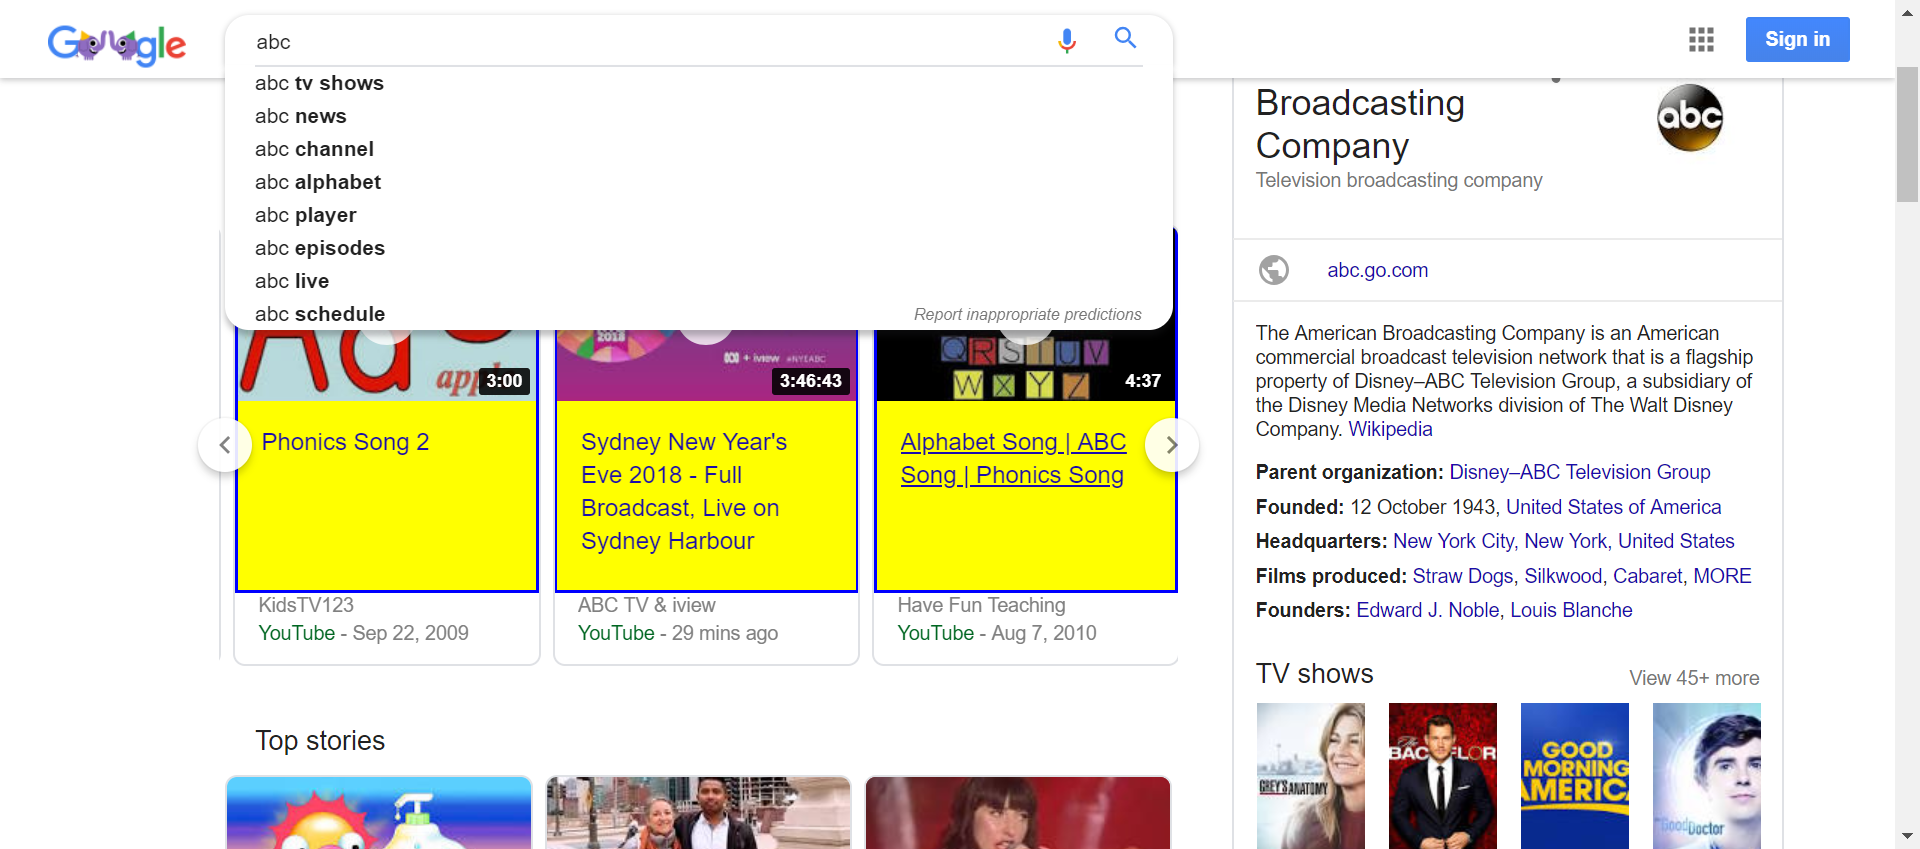 Google
abc
Sign in
abc tv shows
abc news
abc channel
abc alphabet
abc player
abc episodes
abc live
abc schedule
Report inappropriate predictions
2018
+ iview #NYEABC
Aa
app
QRSTUV
WXYZ
3:00
3:46:43
4:37
Phonics Song 2
Sydney New Year's
Eve 2018 - Full
Broadcast, Live on
Sydney Harbour
Alphabet Song | ABC
Song | Phonics Song
KidsTV123
YouTube - Sep 22, 2009
ABC TV & iview
YouTube - 29 mins ago
Have Fun Teaching
YouTube - Aug 7, 2010
Top stories
Broadcasting
Company
abc
Television broadcasting company
abc.go.com
The American Broadcasting Company is an American
commercial broadcast television network that is a flagship
property of Disney–ABC Television Group, a subsidiary of
the Disney Media Networks division of The Walt Disney
Company. Wikipedia
Parent organization: Disney–ABC Television Group
Founded: 12 October 1943, United States of America
Headquarters: New York City, New York, United States
Films produced: Straw Dogs, Silkwood, Cabaret, MORE
Founders: Edward J. Noble, Louis Blanche
TV shows
View 45+ more
GREY'S ANATOMY
The
BACHELOR
GOOD
MORNING
AMERICA
the Good Doctor